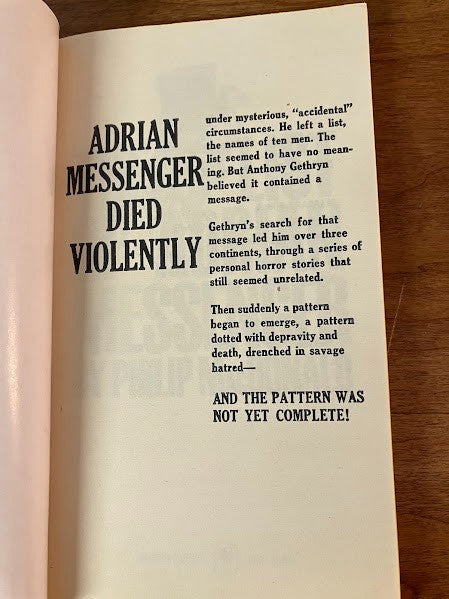 ADRIAN
MESSENGER
DIED
VIOLENTLY
under mysterious, "accidental"
circumstances. He left a list,
the names of ten men. The
list seemed to have no mean-
ing. But Anthony Gethryn
believed it contained a
message.
Gethryn's search for that
message led him over three
continents, through a series of
personal horror stories that
still seemed unrelated.
Then suddenly a pattern
began to emerge, a pattern
dotted with depravity and
death, drenched in savage
hatred—
AND THE PATTERN WAS
NOT YET COMPLETE!